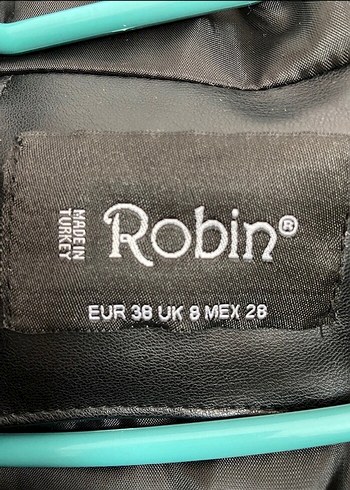 MADE IN
TURKEY
Robin®
EUR 38 UK 8 MEX 28